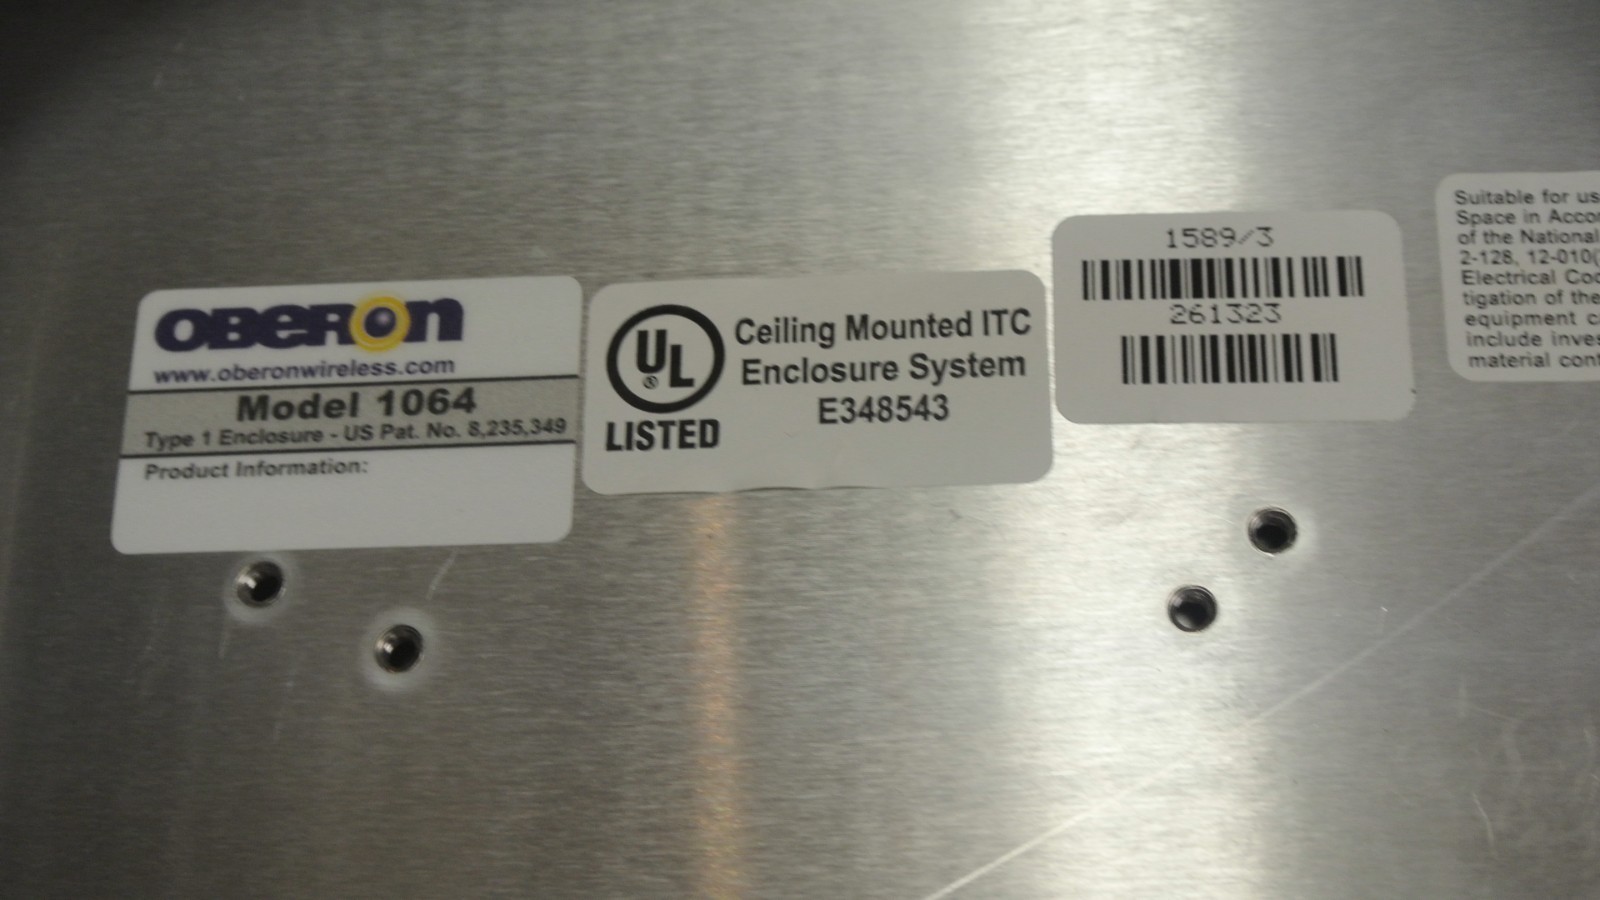 OBERON
www.oberonwireless.com
Model 1064
Type 1 Enclosure - US Pat. No. 8,235,349
Product Information:
UL
®
LISTED
Ceiling Mounted ITC
Enclosure System
E348543
1589/3
261323
Suitable for us
Space in Acco
of the National
2-128, 12-010(
Electrical Co
tigation of the
equipment c
include inves
material cont